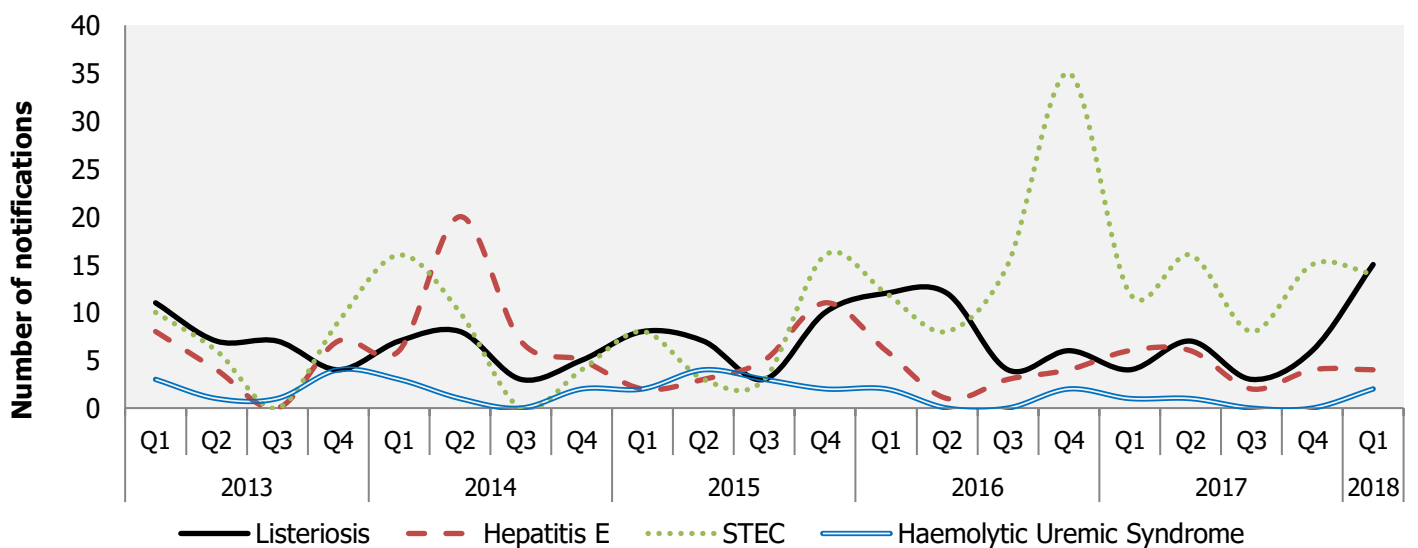 Number of notifications
40
35
30
25
20
15
10
5
0
Q1 Q2 Q3 Q4 Q1 Q2 Q3 Q4 Q1 Q2 Q3 Q4 Q1 Q2 Q3 Q4 Q1 Q2 Q3 Q4 Q1
2013 2014 2015 2016 2017 2018
Listeriosis Hepatitis E STEC Haemolytic Uremic Syndrome